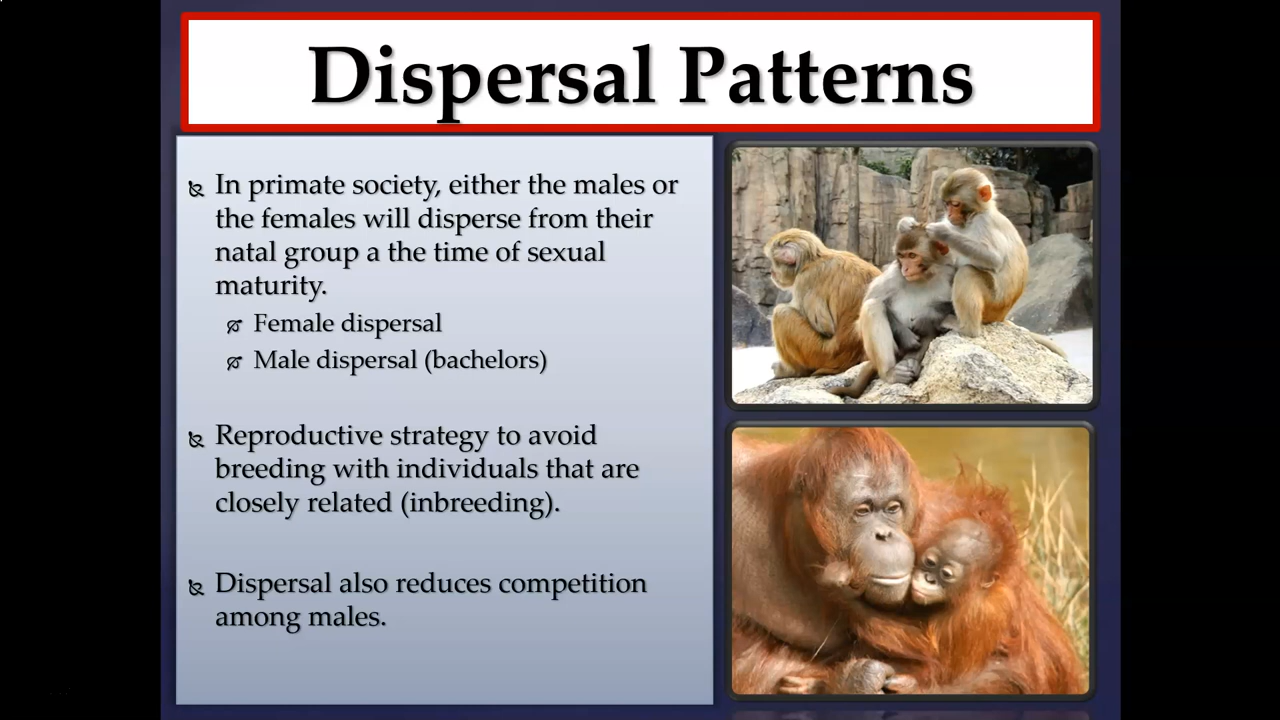 Dispersal Patterns
In primate society, either the males or
the females will disperse from their
natal group a the time of sexual
maturity.
Female dispersal
Male dispersal (bachelors)
Reproductive strategy to avoid
breeding with individuals that are
closely related (inbreeding).
Dispersal also reduces competition
among males.